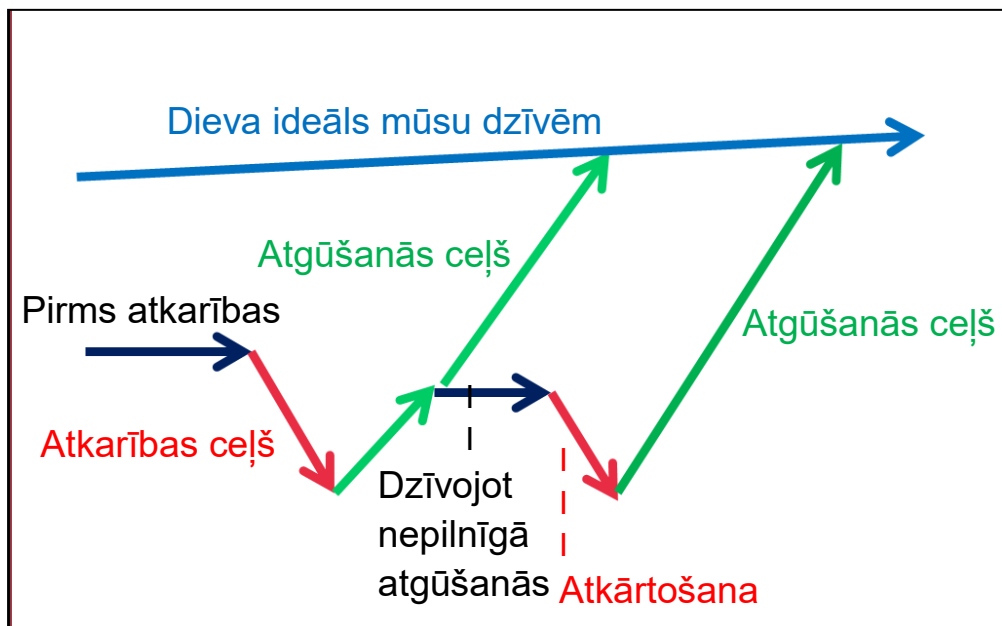 Dieva ideāls mūsu dzīvēm
Atgūšanās ceļš
Pirms atkarības
Atgūšanās ceļš
Atkarības ceļš
Dzīvojot
nepilnīgā
atgūšanās
Atkārtošana